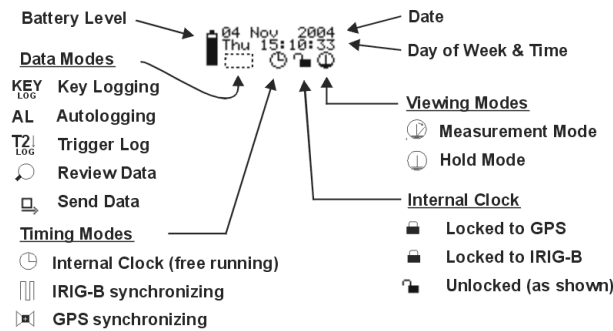 Battery Level
04 Nov 2004
Thu 15:10:33
Date
Day of Week & Time
Data Modes
KEY LOG Key Logging
AL Autologging
T2↓ LOG Trigger Log
Review Data
Send Data
Timing Modes
Internal Clock (free running)
IRIG-B synchronizing
GPS synchronizing
Viewing Modes
Measurement Mode
Hold Mode
Internal Clock
Locked to GPS
Locked to IRIG-B
Unlocked (as shown)